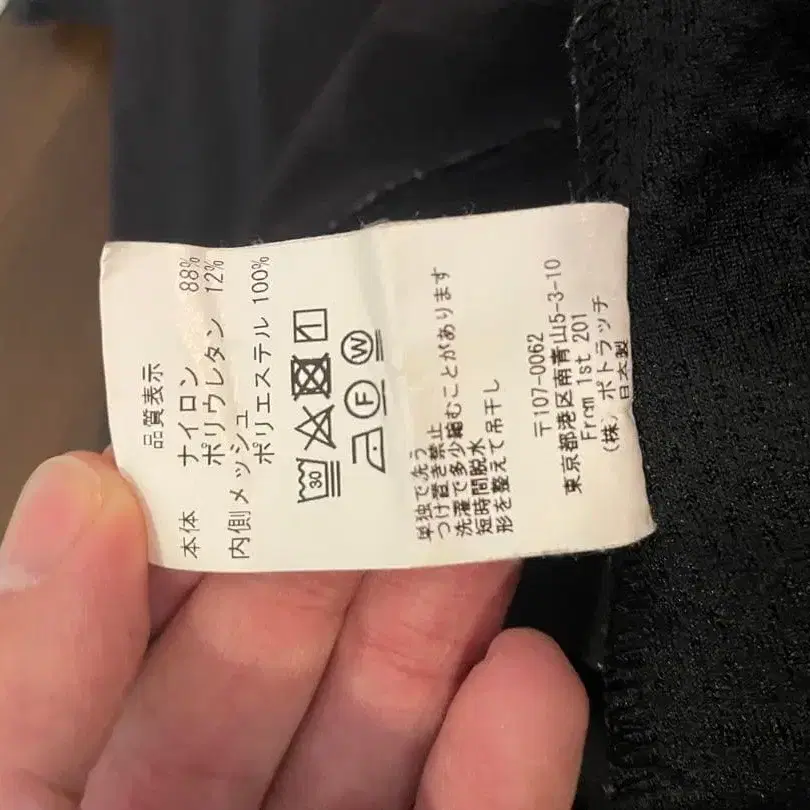 品質表示
本体 ナイロン 88%
ポリウレタン 12%
内側メッシュ
ポリエステル 100%
30
F W
単独で洗う
つけ置き禁止
洗濯で多少縮むことがあります
短時間脱水
形を整えて吊干し
〒107-0062
東京都港区南青山5-3-10
From 1st 201
(株) ポトラッチ
日本製